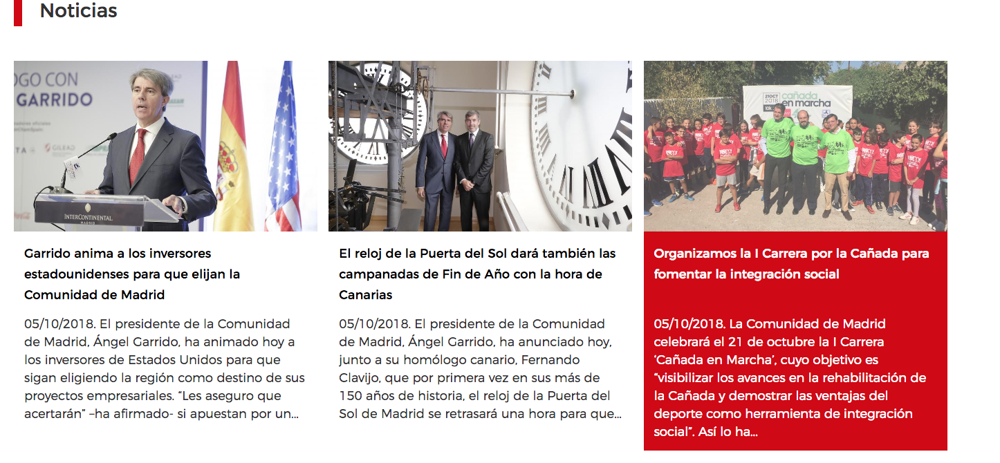 Noticias
OGO CON
GARRIDO
GILEAD
INTERCONTINENTAL
MADRID
21OCT
2018
10k
cañada
en marcha
Garrido anima a los inversores
estadounidenses para que elijan la
Comunidad de Madrid
05/10/2018. El presidente de la Comunidad
de Madrid, Ángel Garrido, ha animado hoy a
los inversores de Estados Unidos para que
sigan eligiendo la región como destino de sus
proyectos empresariales. “Les aseguro que
acertarán” –ha afirmado- si apuestan por un...
El reloj de la Puerta del Sol dará también las
campanadas de Fin de Año con la hora de
Canarias
05/10/2018. El presidente de la Comunidad
de Madrid, Ángel Garrido, ha anunciado hoy,
junto a su homólogo canario, Fernando
Clavijo, que por primera vez en sus más de
150 años de historia, el reloj de la Puerta del
Sol de Madrid se retrasará una hora para que...
Organizamos la I Carrera por la Cañada para
fomentar la integración social
05/10/2018. La Comunidad de Madrid
celebrará el 21 de octubre la I Carrera
‘Cañada en Marcha’, cuyo objetivo es
“visibilizar los avances en la rehabilitación de
la Cañada y demostrar las ventajas del
deporte como herramienta de integración
social”. Así lo ha...